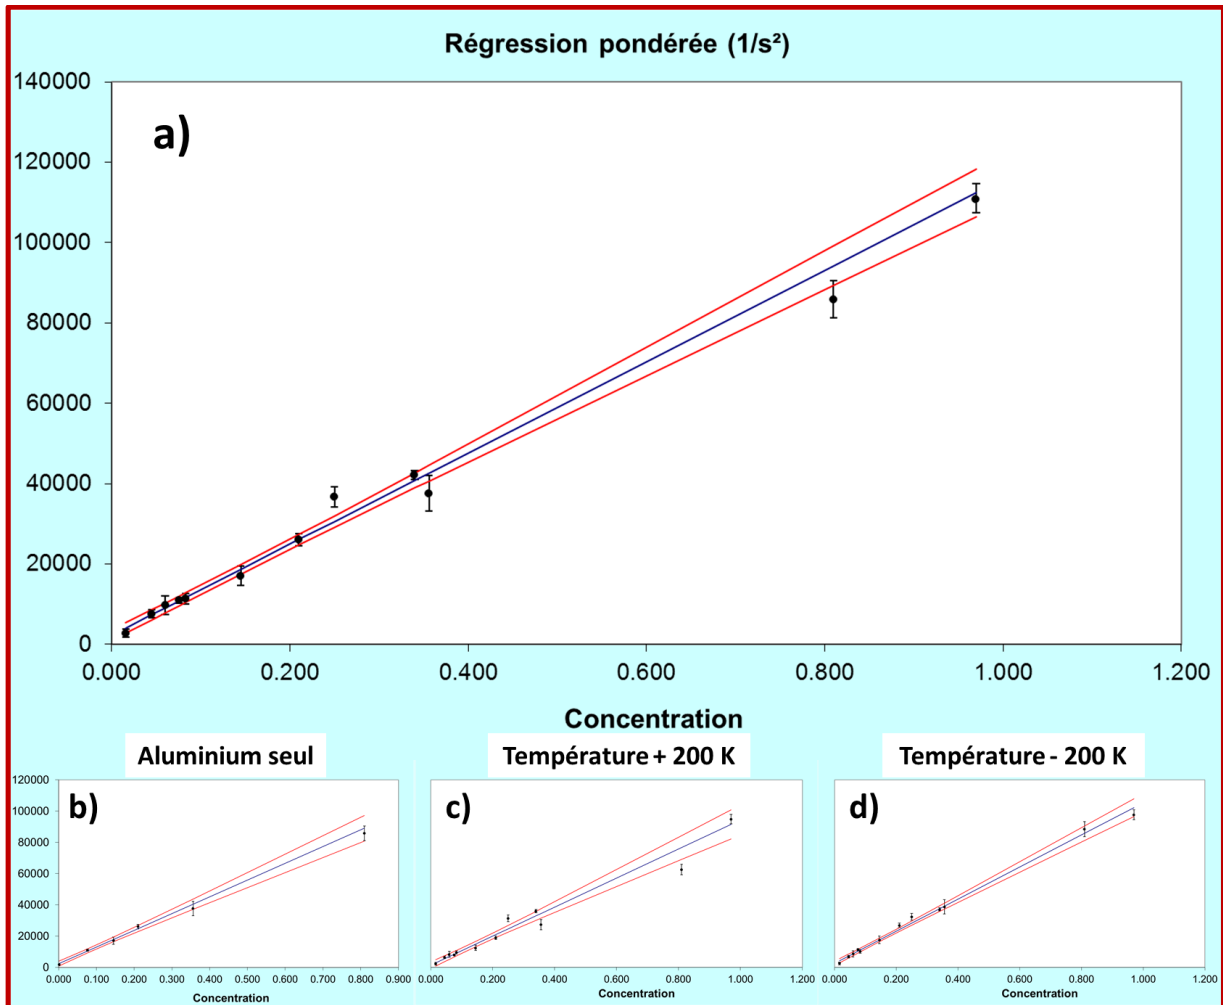 Régression pondérée (1/s²)
140000
a)
120000
100000
80000
60000
40000
20000
0
0.000 0.200 0.400 0.600 0.800 1.000 1.200
Concentration
Aluminium seul
Température + 200 K
Température - 200 K
120000
b)
c)
d)
100000
80000
60000
40000
20000
0
0.000 0.100 0.200 0.300 0.400 0.500 0.600 0.700 0.800 0.900
0.000 0.200 0.400 0.600 0.800 1.000 1.200
0.000 0.200 0.400 0.600 0.800 1.000 1.200
Concentration
Concentration
Concentration